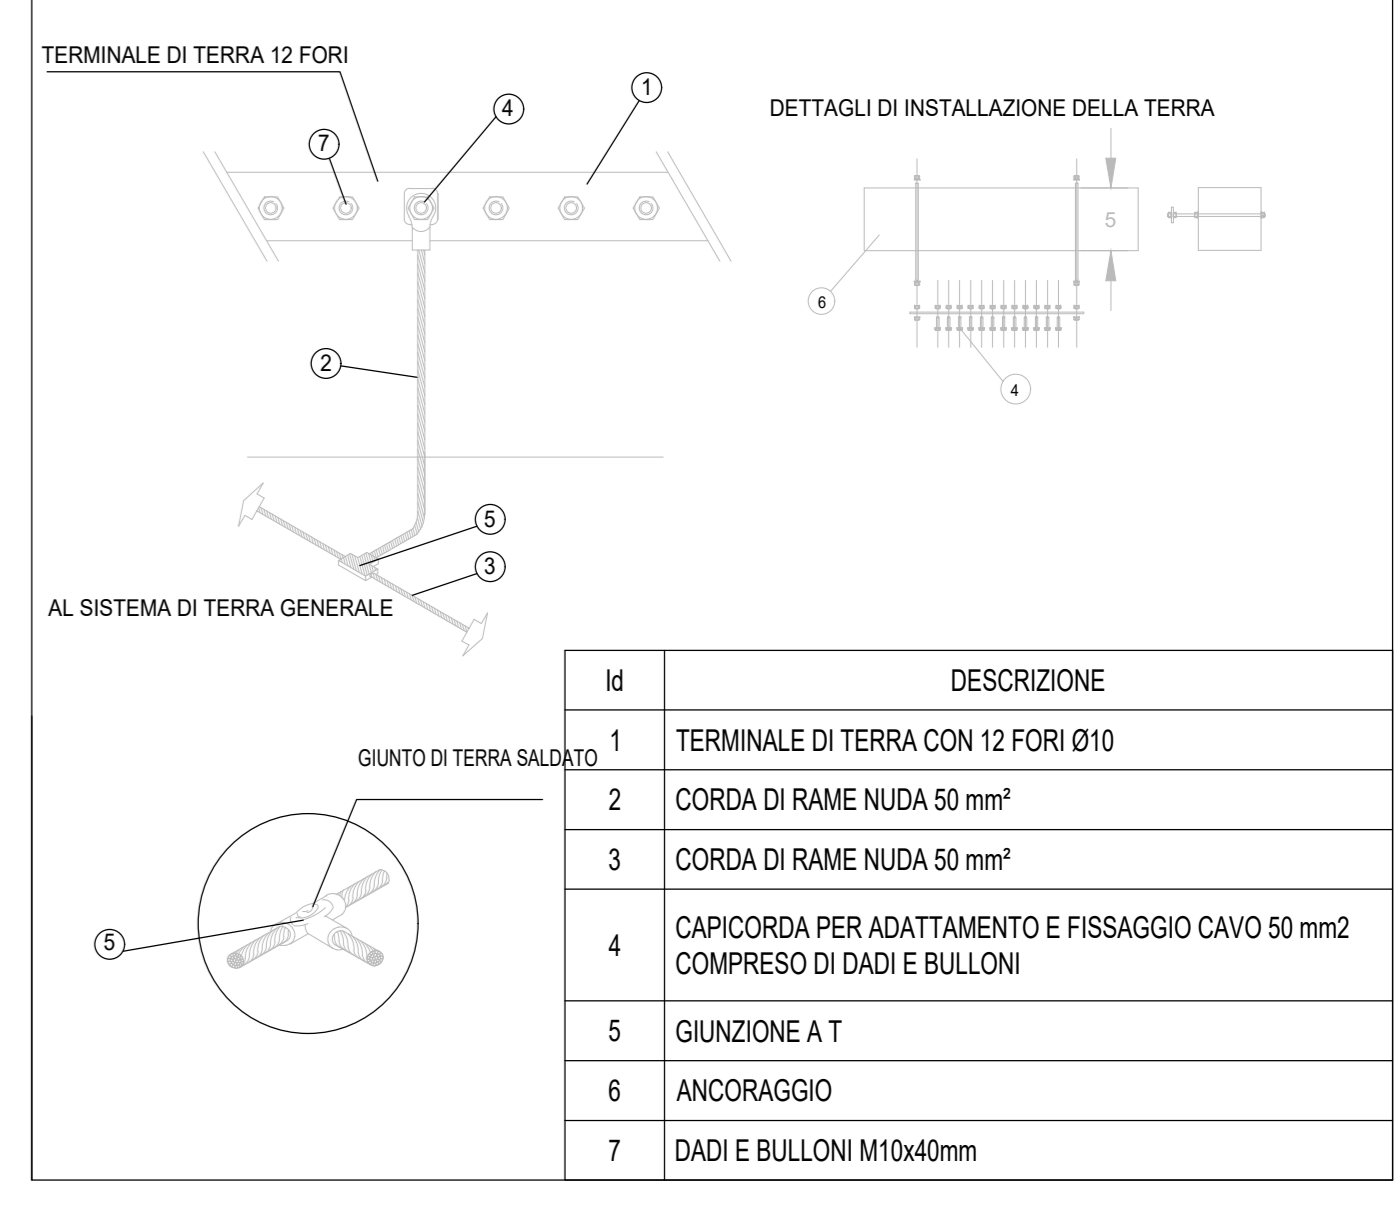 TERMINALE DI TERRA 12 FORI
1
4
7
DETTAGLI DI INSTALLAZIONE DELLA TERRA
5
6
4
2
5
3
AL SISTEMA DI TERRA GENERALE
GIUNTO DI TERRA SALDATO
5
Id DESCRIZIONE
1 TERMINALE DI TERRA CON 12 FORI Ø10
2 CORDA DI RAME NUDA 50 mm²
3 CORDA DI RAME NUDA 50 mm²
4 CAPICORDA PER ADATTAMENTO E FISSAGGIO CAVO 50 mm2
COMPRESO DI DADI E BULLONI
5 GIUNZIONE A T
6 ANCORAGGIO
7 DADI E BULLONI M10x40mm